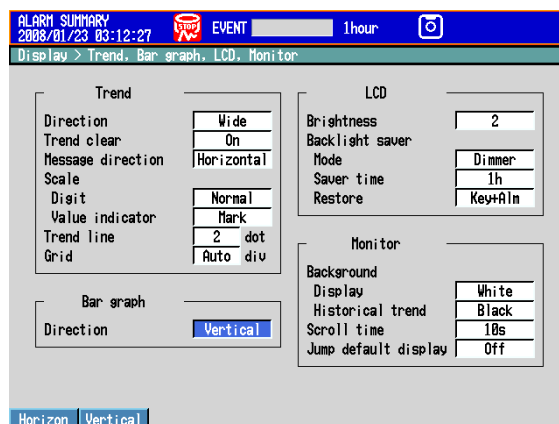 ALARM SUMMARY
2008/01/23 03:12:27
STOP
EVENT
1hour
Display > Trend, Bar graph, LCD, Monitor
Trend
Direction Wide
Trend clear On
Message direction Horizontal
Scale
Digit Normal
Value indicator Mark
Trend line 2 dot
Grid Auto div
Bar graph
Direction Vertical
LCD
Brightness 2
Backlight saver
Mode Dimmer
Saver time 1h
Restore Key+Alm
Monitor
Background
Display White
Historical trend Black
Scroll time 10s
Jump default display Off
Horizon Vertical